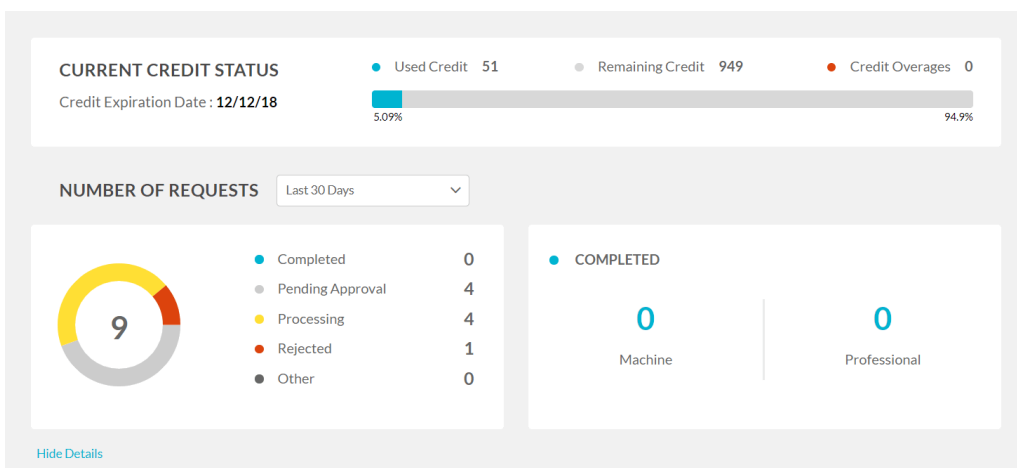 CURRENT CREDIT STATUS
Used Credit 51
Remaining Credit 949
Credit Overages 0
Credit Expiration Date : 12/12/18
5.09%
94.9%
NUMBER OF REQUESTS
Last 30 Days
9
Completed 0
Pending Approval 4
Processing 4
Rejected 1
Other 0
COMPLETED
0
Machine
0
Professional
Hide Details